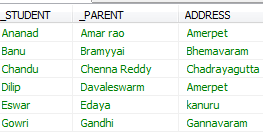 _STUDENT _PARENT ADDRESS
Ananad Amar rao Amerpet
Banu Bramyyai Bhemavaram
Chandu Chenna Reddy Chadrayagutta
Dilip Davaleswarm Amerpet
Eswar Edaya kanuru
Gowri Gandhi Gannavaram